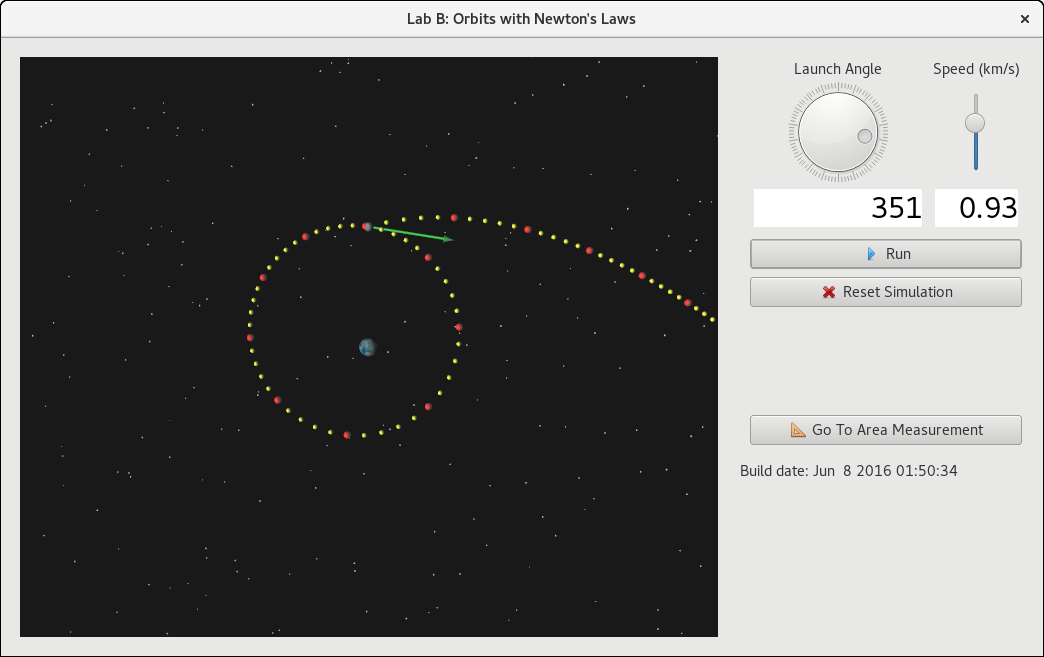 Lab B: Orbits with Newton's Laws
Launch Angle
Speed (km/s)
351
0.93
Run
Reset Simulation
Go To Area Measurement
Build date: Jun  8 2016 01:50:34